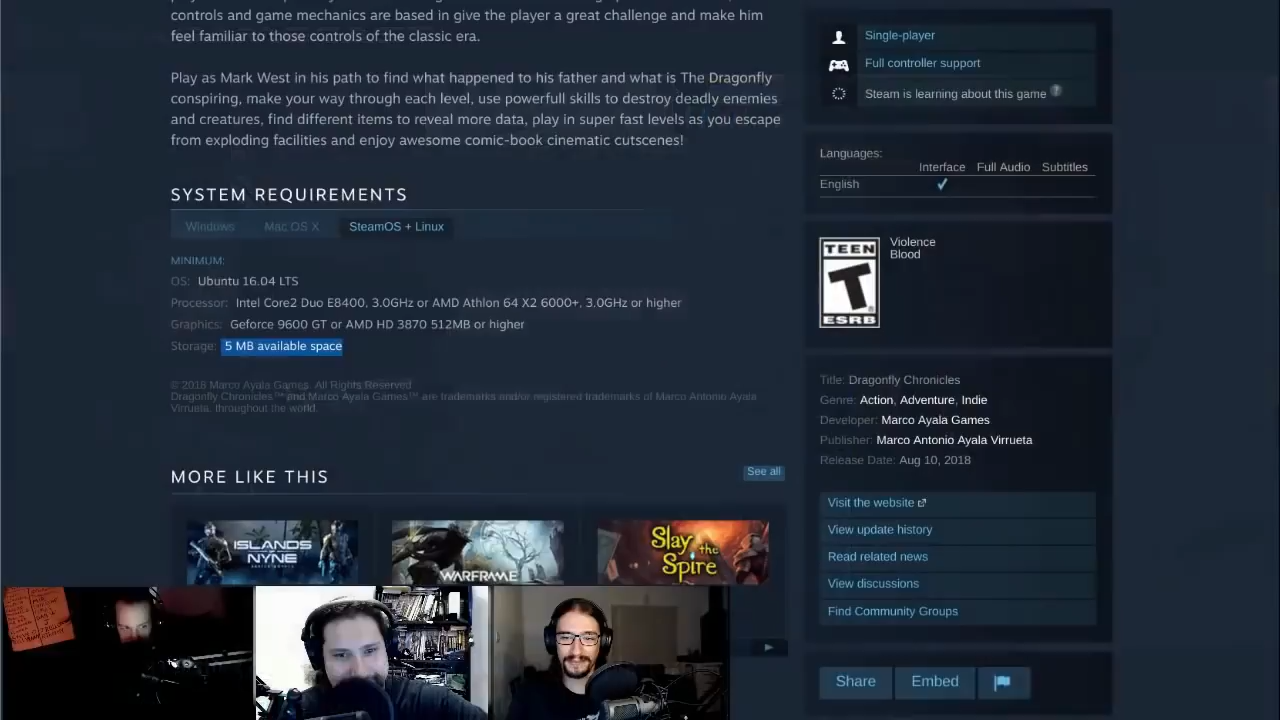 controls and game mechanics are based in give the player a great challenge and make him
feel familiar to those controls of the classic era.
Play as Mark West in his path to find what happened to his father and what is The Dragonfly
conspiring, make your way through each level, use powerfull skills to destroy deadly enemies
and creatures, find different items to reveal more data, play in super fast levels as you escape
from exploding facilities and enjoy awesome comic-book cinematic cutscenes!
SYSTEM REQUIREMENTS
Windows Mac OS X SteamOS + Linux
MINIMUM:
OS: Ubuntu 16.04 LTS
Processor: Intel Core2 Duo E8400, 3.0GHz or AMD Athlon 64 X2 6000+, 3.0GHz or higher
Graphics: Geforce 9600 GT or AMD HD 3870 512MB or higher
Storage: 5 MB available space
© 2018 Marco Ayala Games. All Rights Reserved
Dragonfly Chronicles™ and Marco Ayala Games™ are trademarks and/or registered trademarks of Marco Antonio Ayala
Virrueta, throughout the world.
MORE LIKE THIS
See all
ISLANDS
OF
NYNE
WARFRAME
Slay
the
Spire
Single-player
Full controller support
Steam is learning about this game ?
Languages:
Interface Full Audio Subtitles
English ✔
TEEN
T
ESRB
Violence
Blood
Title: Dragonfly Chronicles
Genre: Action, Adventure, Indie
Developer: Marco Ayala Games
Publisher: Marco Antonio Ayala Virrueta
Release Date: Aug 10, 2018
Visit the website
View update history
Read related news
View discussions
Find Community Groups
Share Embed